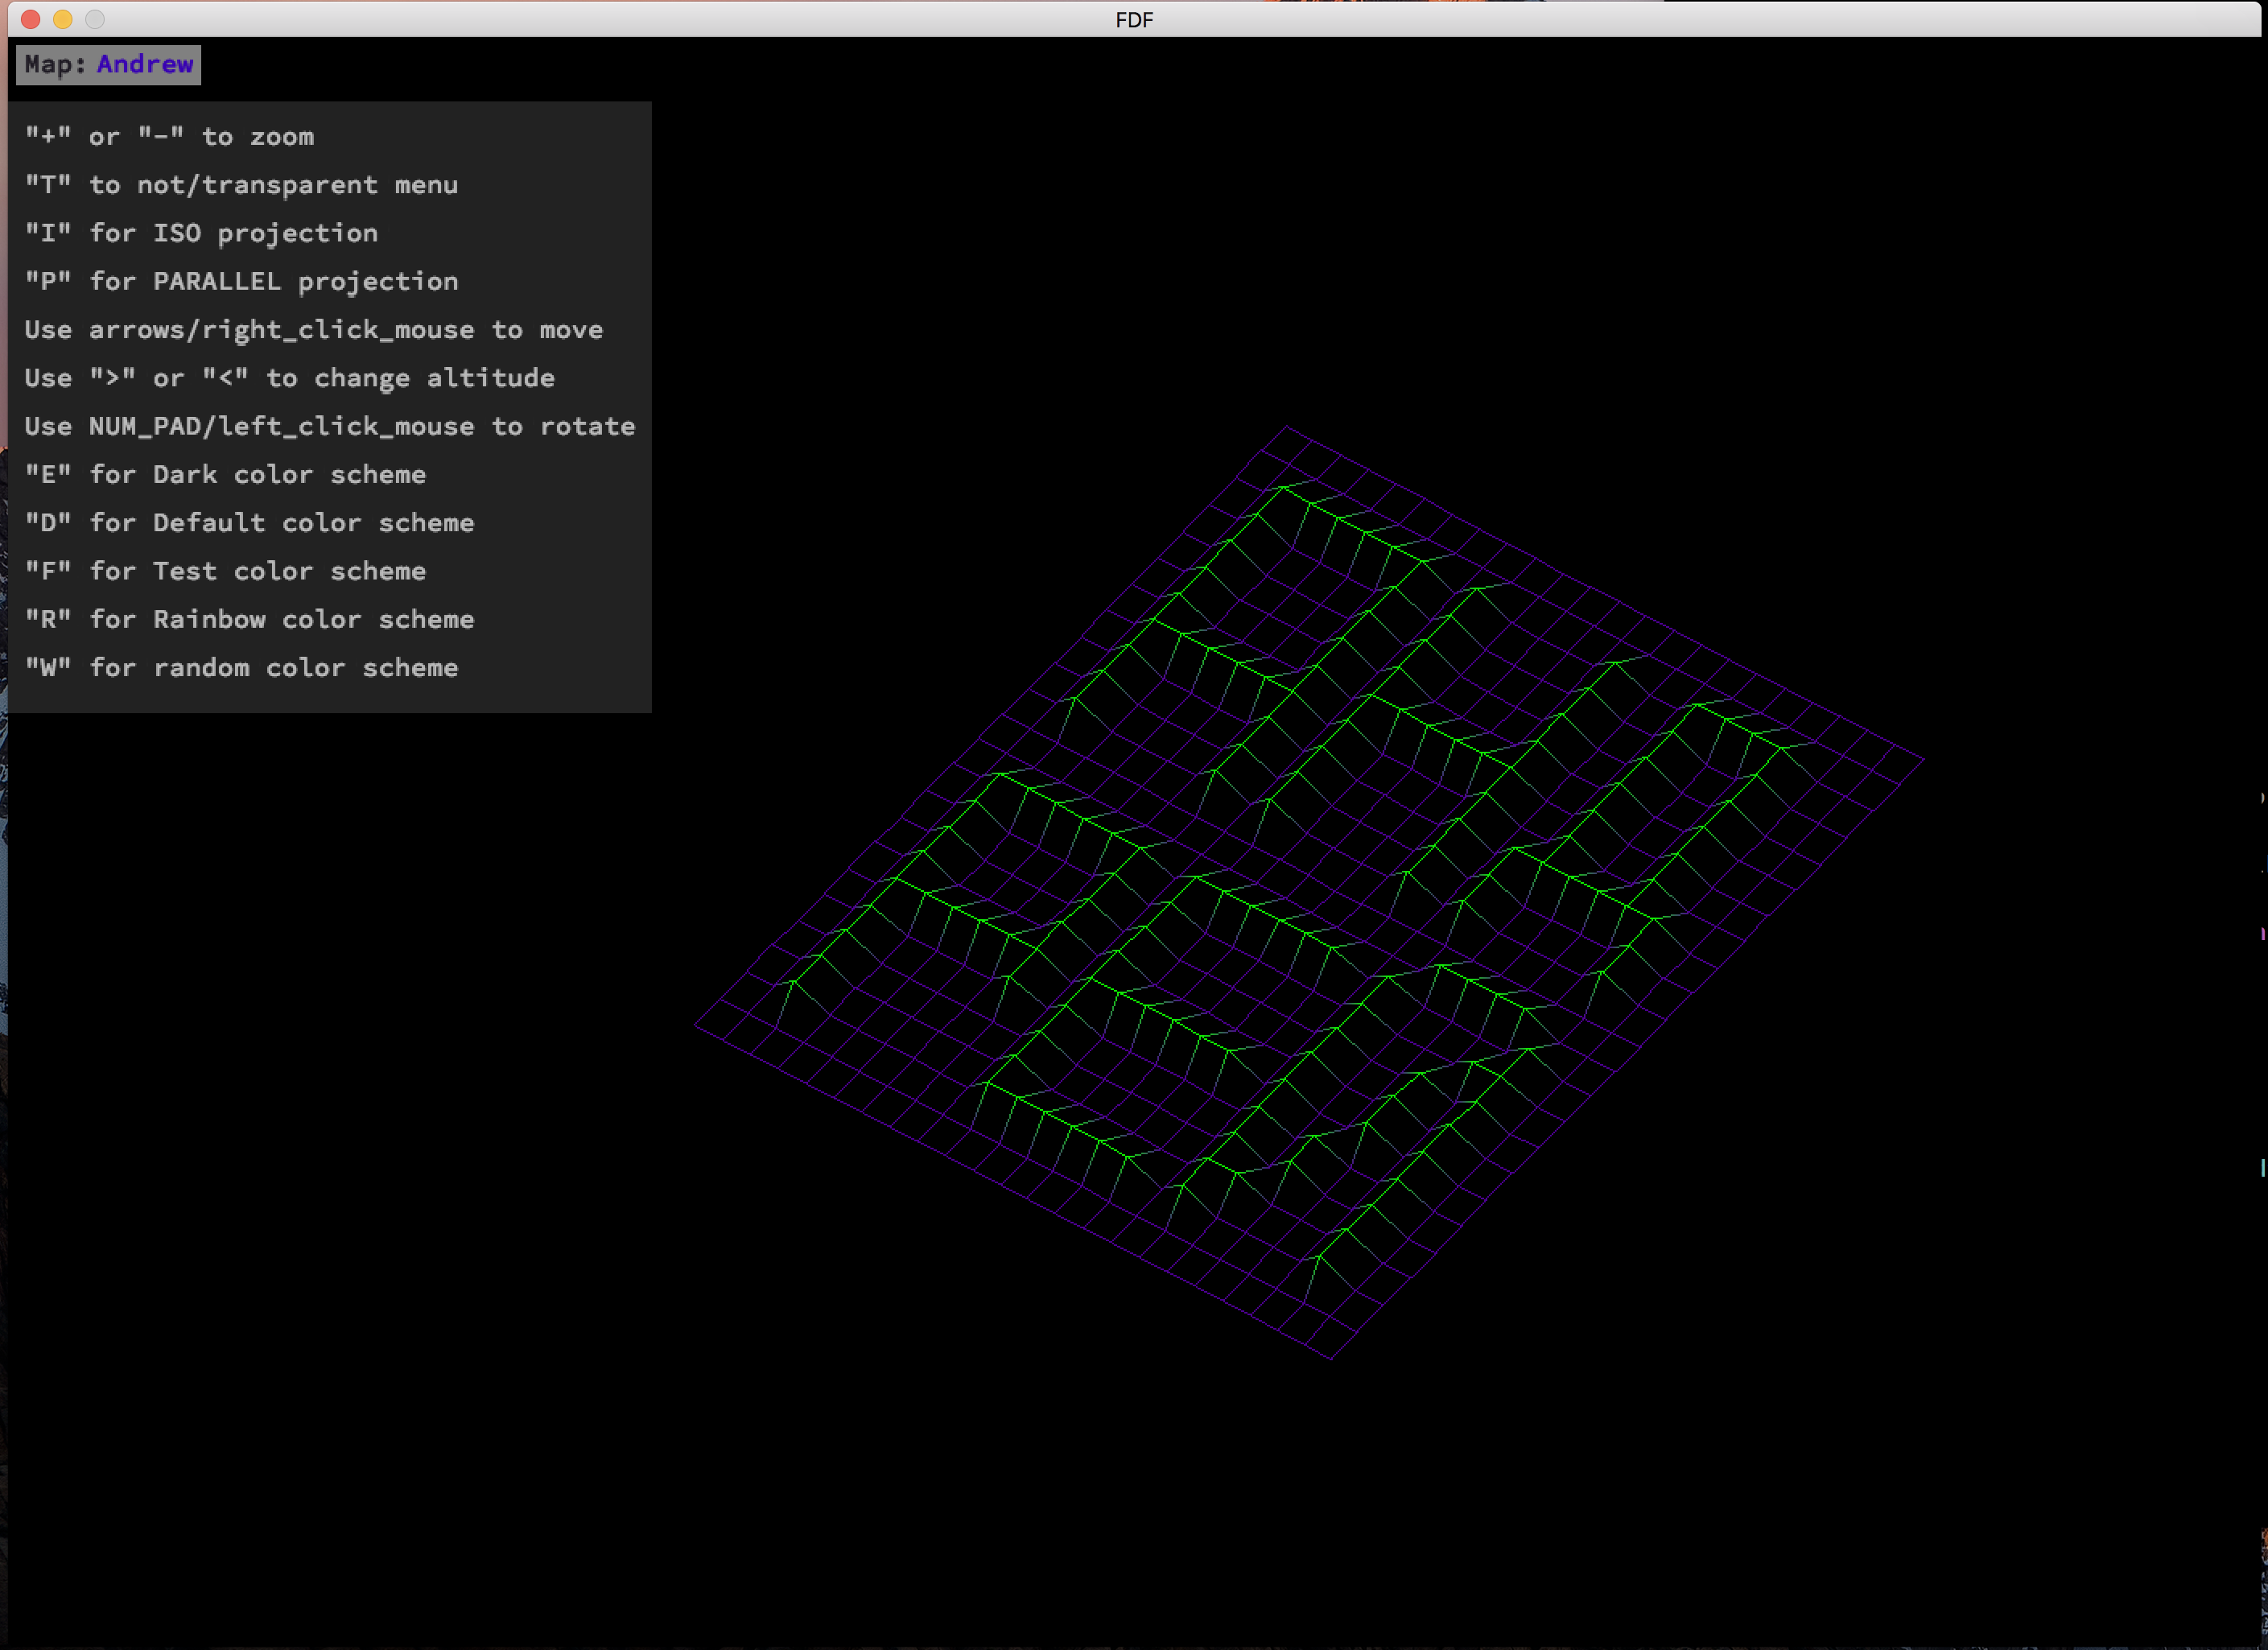 FDF
Map: Andrew
"+" or "-" to zoom
"T" to not/transparent menu
"I" for ISO projection
"P" for PARALLEL projection
Use arrows/right_click_mouse to move
Use ">" or "<" to change altitude
Use NUM_PAD/left_click_mouse to rotate
"E" for Dark color scheme
"D" for Default color scheme
"F" for Test color scheme
"R" for Rainbow color scheme
"W" for random color scheme
АНД
РЕЙ